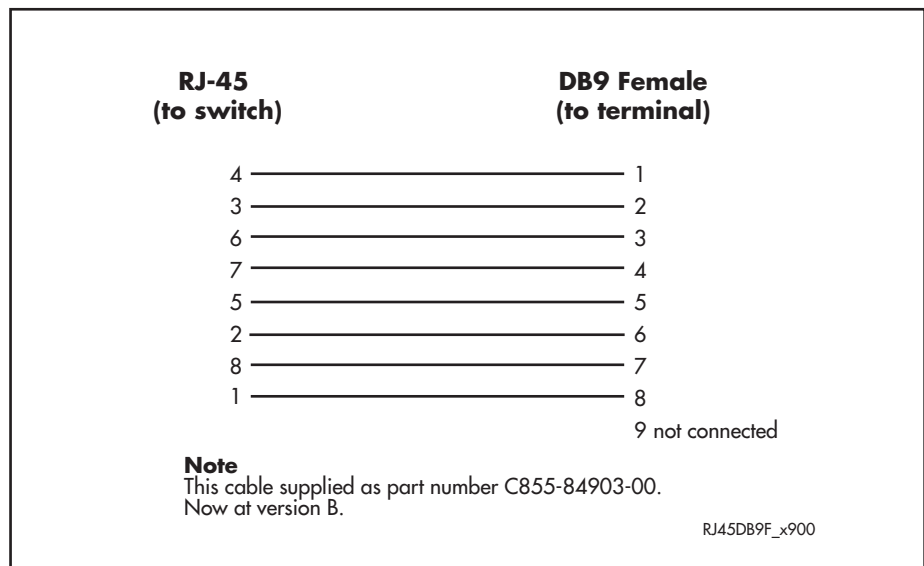 RJ-45 DB9 Female
(to switch) (to terminal)
4 1
3 2
6 3
7 4
5 5
2 6
8 7
1 8
9 not connected
Note
This cable supplied as part number C855-84903-00.
Now at version B.
RJ45DB9F_x900